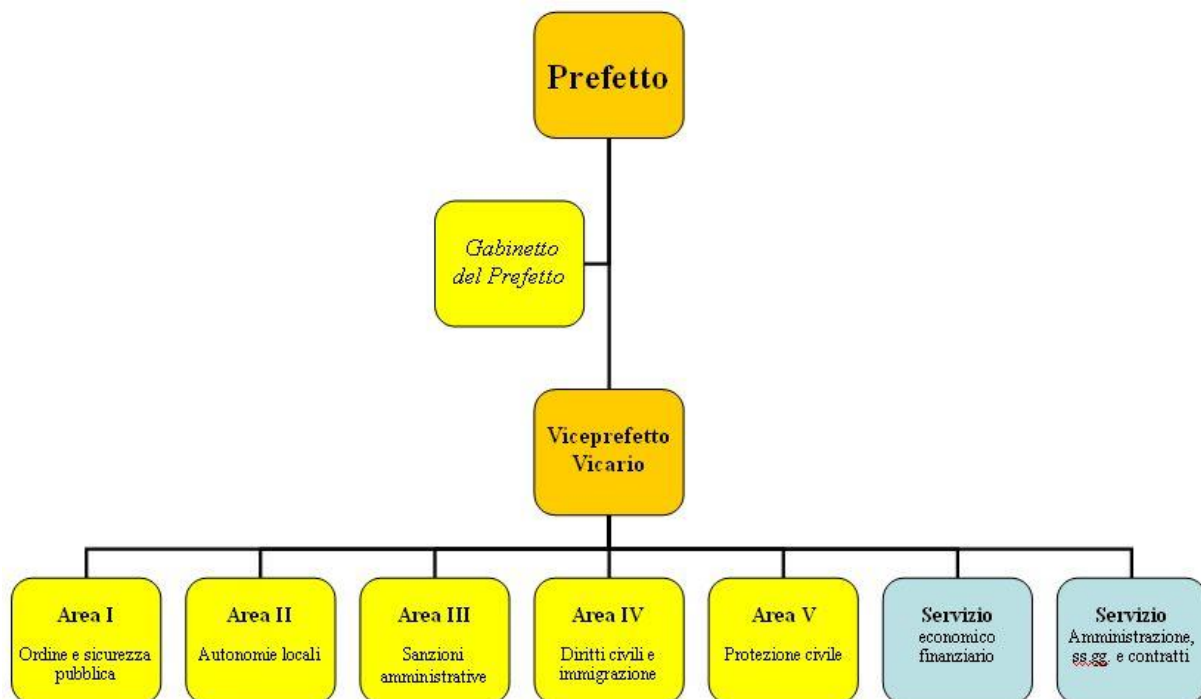 Prefetto
Gabinetto
del Prefetto
Viceprefetto
Vicario
Area I
Ordine e sicurezza
pubblica
Area II
Autonomie locali
Area III
Sanzioni
amministrative
Area IV
Diritti civili e
immigrazione
Area V
Protezione civile
Servizio
economico
finanziario
Servizio
Amministrazione,
ss.gg. e contratti